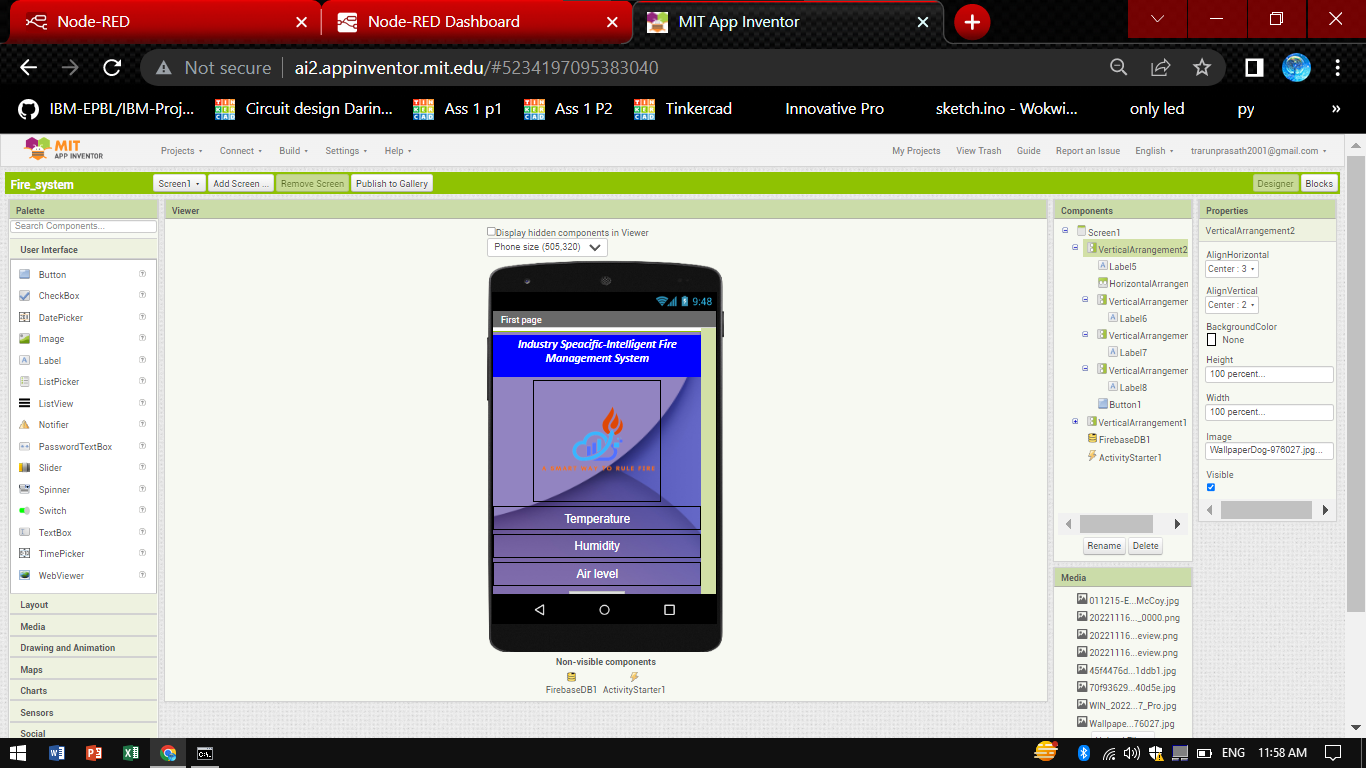 Node-RED
Node-RED Dashboard
MIT App Inventor
Not secure
ai2.appinventor.mit.edu/#5234197095383040
IBM-EPBL/IBM-Proj...
Circuit design Darin...
Ass 1 p1
Ass 1 P2
Tinkercad
Innovative Pro
sketch.ino - Wokwi...
only led
py
»
MIT
APP INVENTOR
Projects
Connect
Build
Settings
Help
My Projects
View Trash
Guide
Report an Issue
English
trarunprasath2001@gmail.com
Fire_system
Screen1
Add Screen ...
Remove Screen
Publish to Gallery
Designer
Blocks
Palette
Search Components...
User Interface
Button
CheckBox
DatePicker
Image
Label
ListPicker
ListView
Notifier
PasswordTextBox
Slider
Spinner
Switch
TextBox
TimePicker
WebViewer
Layout
Media
Drawing and Animation
Maps
Charts
Sensors
Social
Viewer
Display hidden components in Viewer
Phone size (505,320)
9:48
First page
Industry Speacific-Intelligent Fire
Management System
Temperature
Humidity
Air level
Non-visible components
FirebaseDB1
ActivityStarter1
Components
Screen1
VerticalArrangement2
Label5
HorizontalArrangen
VerticalArrangemer
Label6
VerticalArrangemer
Label7
VerticalArrangemer
Label8
Button1
VerticalArrangement1
FirebaseDB1
ActivityStarter1
Rename
Delete
Media
011215-E...McCoy.jpg
20221116..._0000.png
20221116...eview.png
20221116...eview.png
45f4476d...1ddb1.jpg
70f93629...40d5e.jpg
WIN_2022...7_Pro.jpg
Wallpape...76027.jpg
Properties
VerticalArrangement2
AlignHorizontal
Center : 3
AlignVertical
Center : 2
BackgroundColor
None
Height
100 percent...
Width
100 percent...
Image
WallpaperDog-976027.jpg...
Visible
ENG
11:58 AM